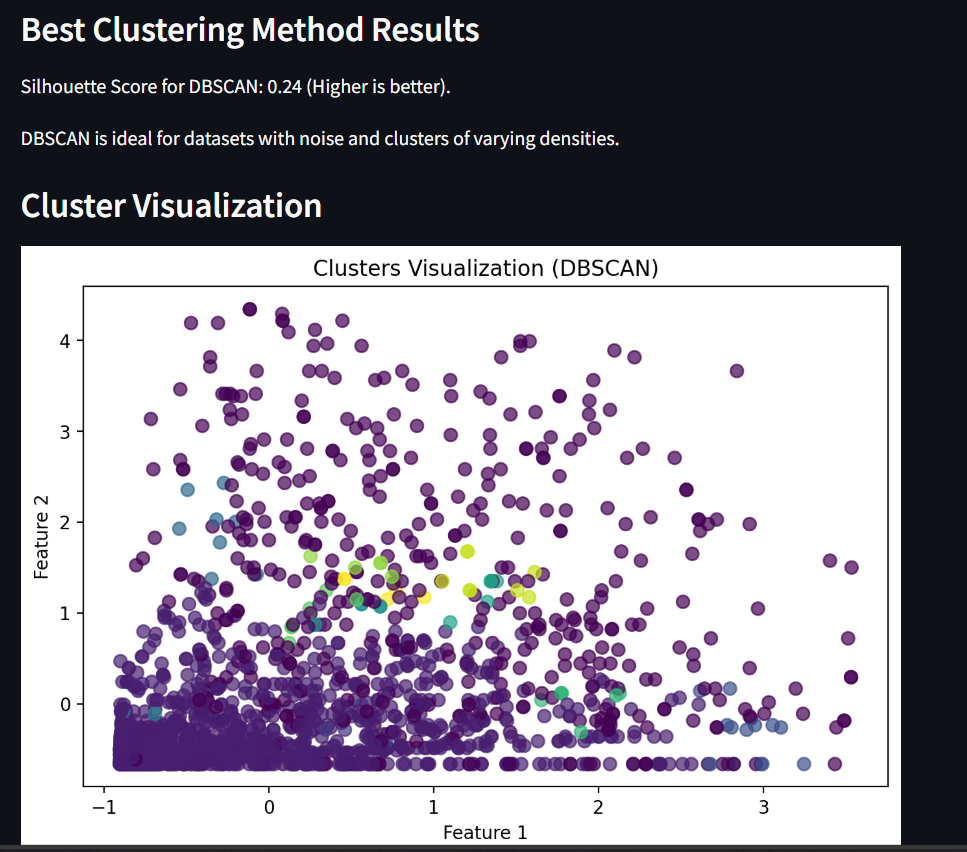 Best Clustering Method Results
Silhouette Score for DBSCAN: 0.24 (Higher is better).
DBSCAN is ideal for datasets with noise and clusters of varying densities.
Cluster Visualization
Clusters Visualization (DBSCAN)
4
3
2
1
0
Feature 2
−1 0 1 2 3
Feature 1